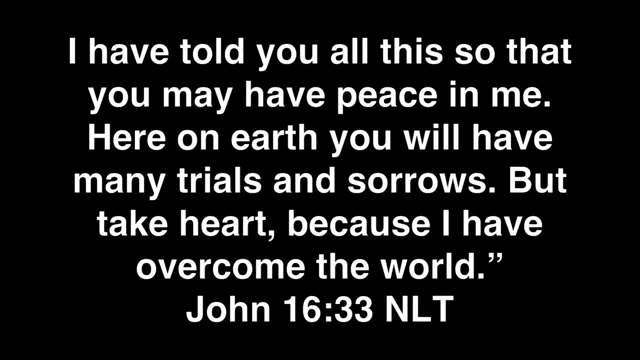 I have told you all this so that
you may have peace in me.
Here on earth you will have
many trials and sorrows. But
take heart, because I have
overcome the world.”
John 16:33 NLT